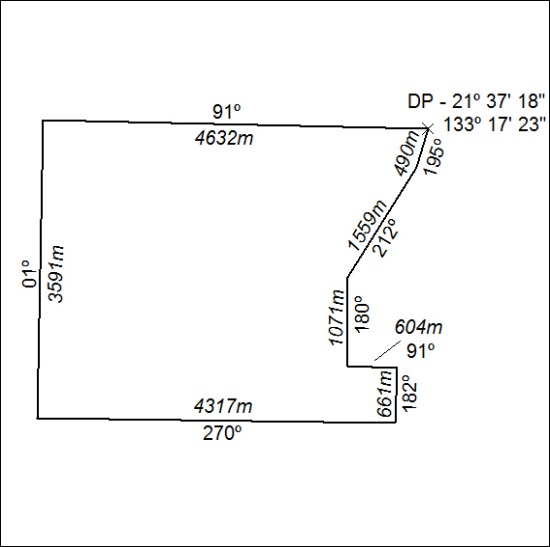 DP - 21º 37' 18"
133º 17' 23"
91º
4632m
490m
195º
1559m
212º
01º
3591m
1071m
180º
604m
91º
661m
182º
4317m
270º